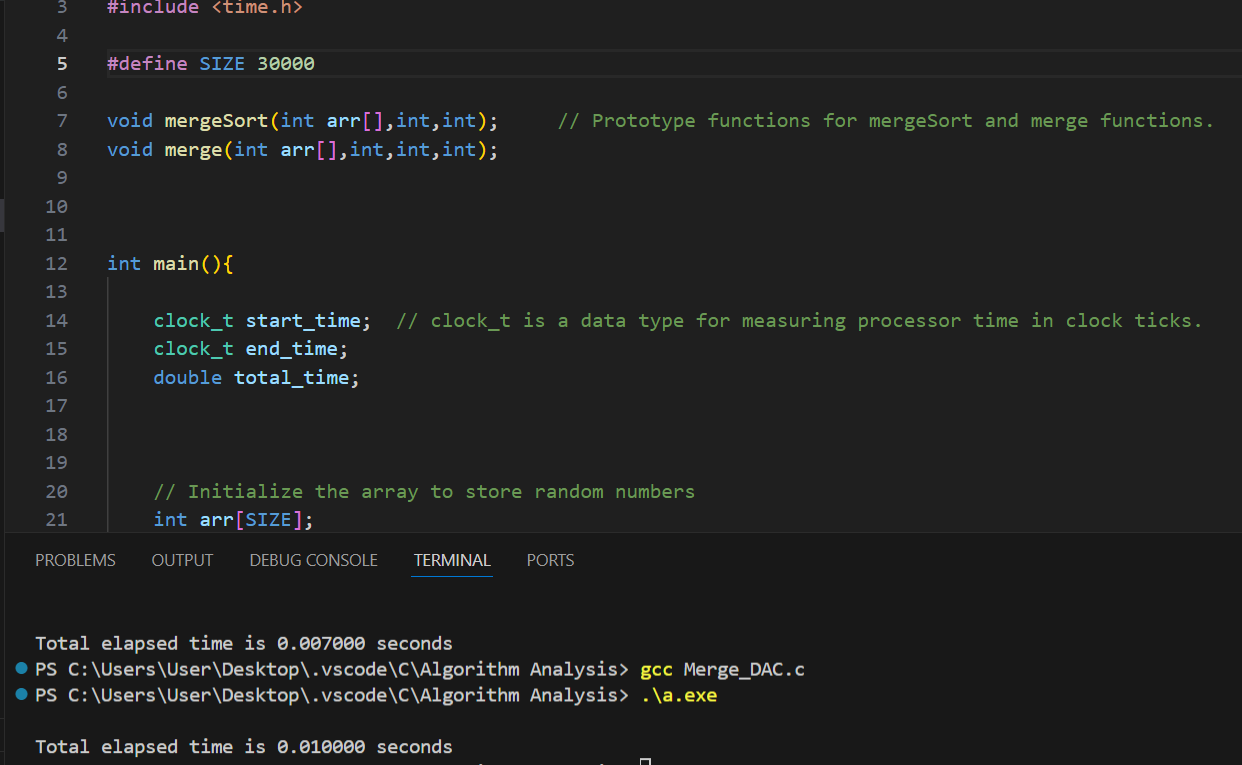 3 #include <time.h>
4
5 #define SIZE 30000
6
7 void mergeSort(int arr[],int,int); // Prototype functions for mergeSort and merge functions.
8 void merge(int arr[],int,int,int);
9
10
11
12 int main(){
13
14 clock_t start_time; // clock_t is a data type for measuring processor time in clock ticks.
15 clock_t end_time;
16 double total_time;
17
18
19
20 // Initialize the array to store random numbers
21 int arr[SIZE];
PROBLEMS OUTPUT DEBUG CONSOLE TERMINAL PORTS
Total elapsed time is 0.007000 seconds
PS C:\Users\User\Desktop\.vscode\C\Algorithm Analysis> gcc Merge_DAC.c
PS C:\Users\User\Desktop\.vscode\C\Algorithm Analysis> .\a.exe
Total elapsed time is 0.010000 seconds